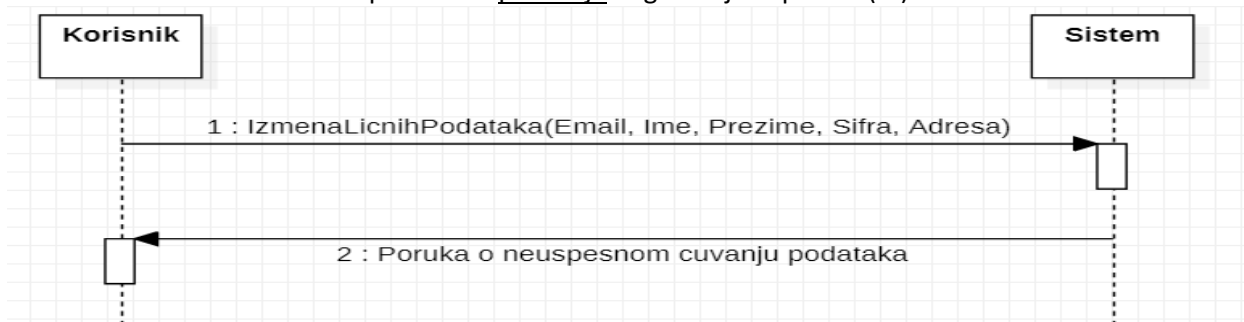 Korisnik
Sistem
1 : IzmenaLicnihPodataka(Email, Ime, Prezime, Sifra, Adresa)
2 : Poruka o neuspesnom cuvanju podataka